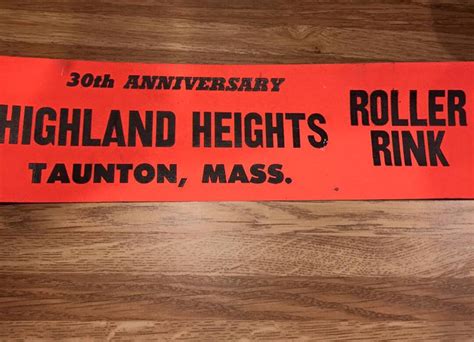 30th ANNIVERSARY
HIGHLAND HEIGHTS
TAUNTON, MASS.
ROLLER
RINK